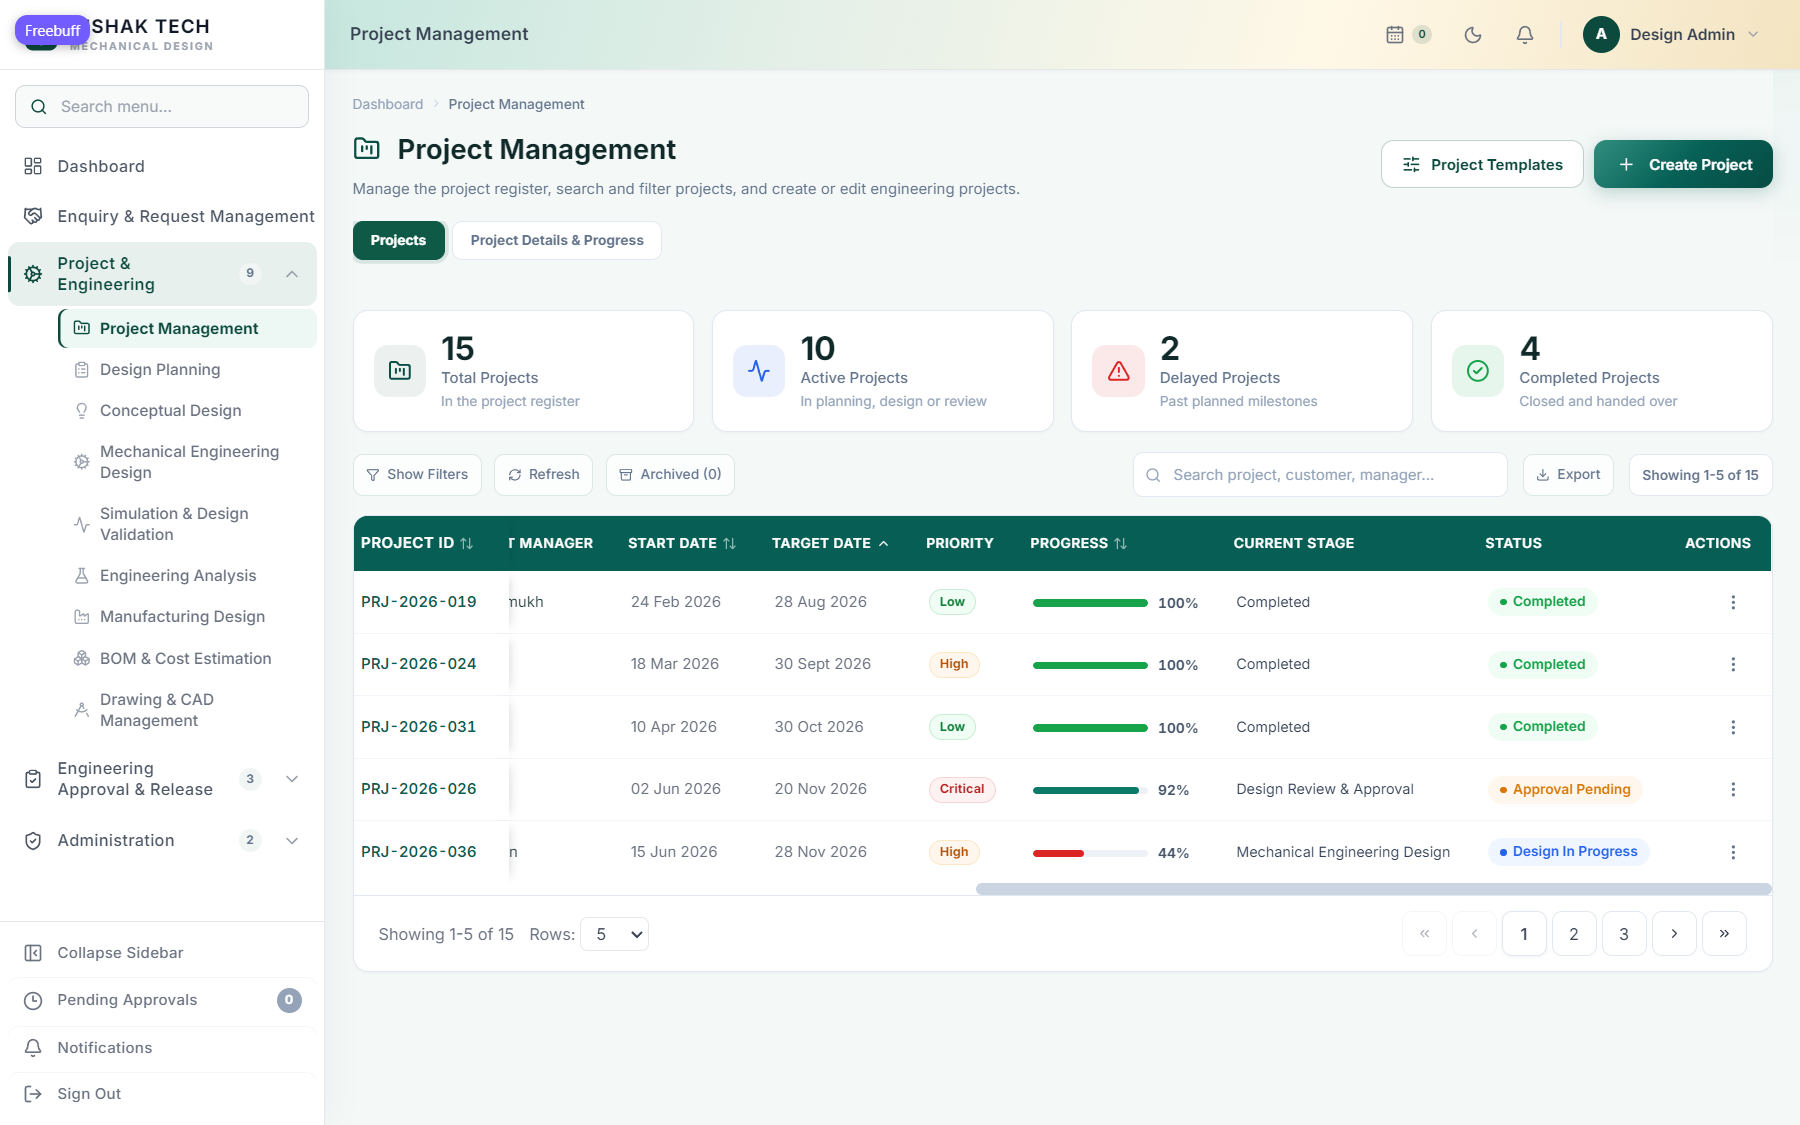 Freebuff
SHAK TECH
MECHANICAL DESIGN
Search menu...
Dashboard
Enquiry & Request Management
Project &
Engineering
9
Project Management
Design Planning
Conceptual Design
Mechanical Engineering
Design
Simulation & Design
Validation
Engineering Analysis
Manufacturing Design
BOM & Cost Estimation
Drawing & CAD
Management
Engineering
Approval & Release
3
Administration
2
Collapse Sidebar
Pending Approvals
0
Notifications
Sign Out
Project Management
0
A
Design Admin
Dashboard
Project Management
Project Management
Manage the project register, search and filter projects, and create or edit engineering projects.
Project Templates
Create Project
Projects
Project Details & Progress
15
Total Projects
In the project register
10
Active Projects
In planning, design or review
2
Delayed Projects
Past planned milestones
4
Completed Projects
Closed and handed over
Show Filters
Refresh
Archived (0)
Search project, customer, manager...
Export
Showing 1-5 of 15
PROJECT ID T MANAGER START DATE TARGET DATE PRIORITY PROGRESS CURRENT STAGE STATUS ACTIONS
PRJ-2026-019 mukh 24 Feb 2026 28 Aug 2026 Low 100% Completed Completed
PRJ-2026-024 18 Mar 2026 30 Sept 2026 High 100% Completed Completed
PRJ-2026-031 10 Apr 2026 30 Oct 2026 Low 100% Completed Completed
PRJ-2026-026 02 Jun 2026 20 Nov 2026 Critical 92% Design Review & Approval Approval Pending
PRJ-2026-036 n 15 Jun 2026 28 Nov 2026 High 44% Mechanical Engineering Design Design In Progress
Showing 1-5 of 15 Rows: 5
« ‹ 1 2 3 › »